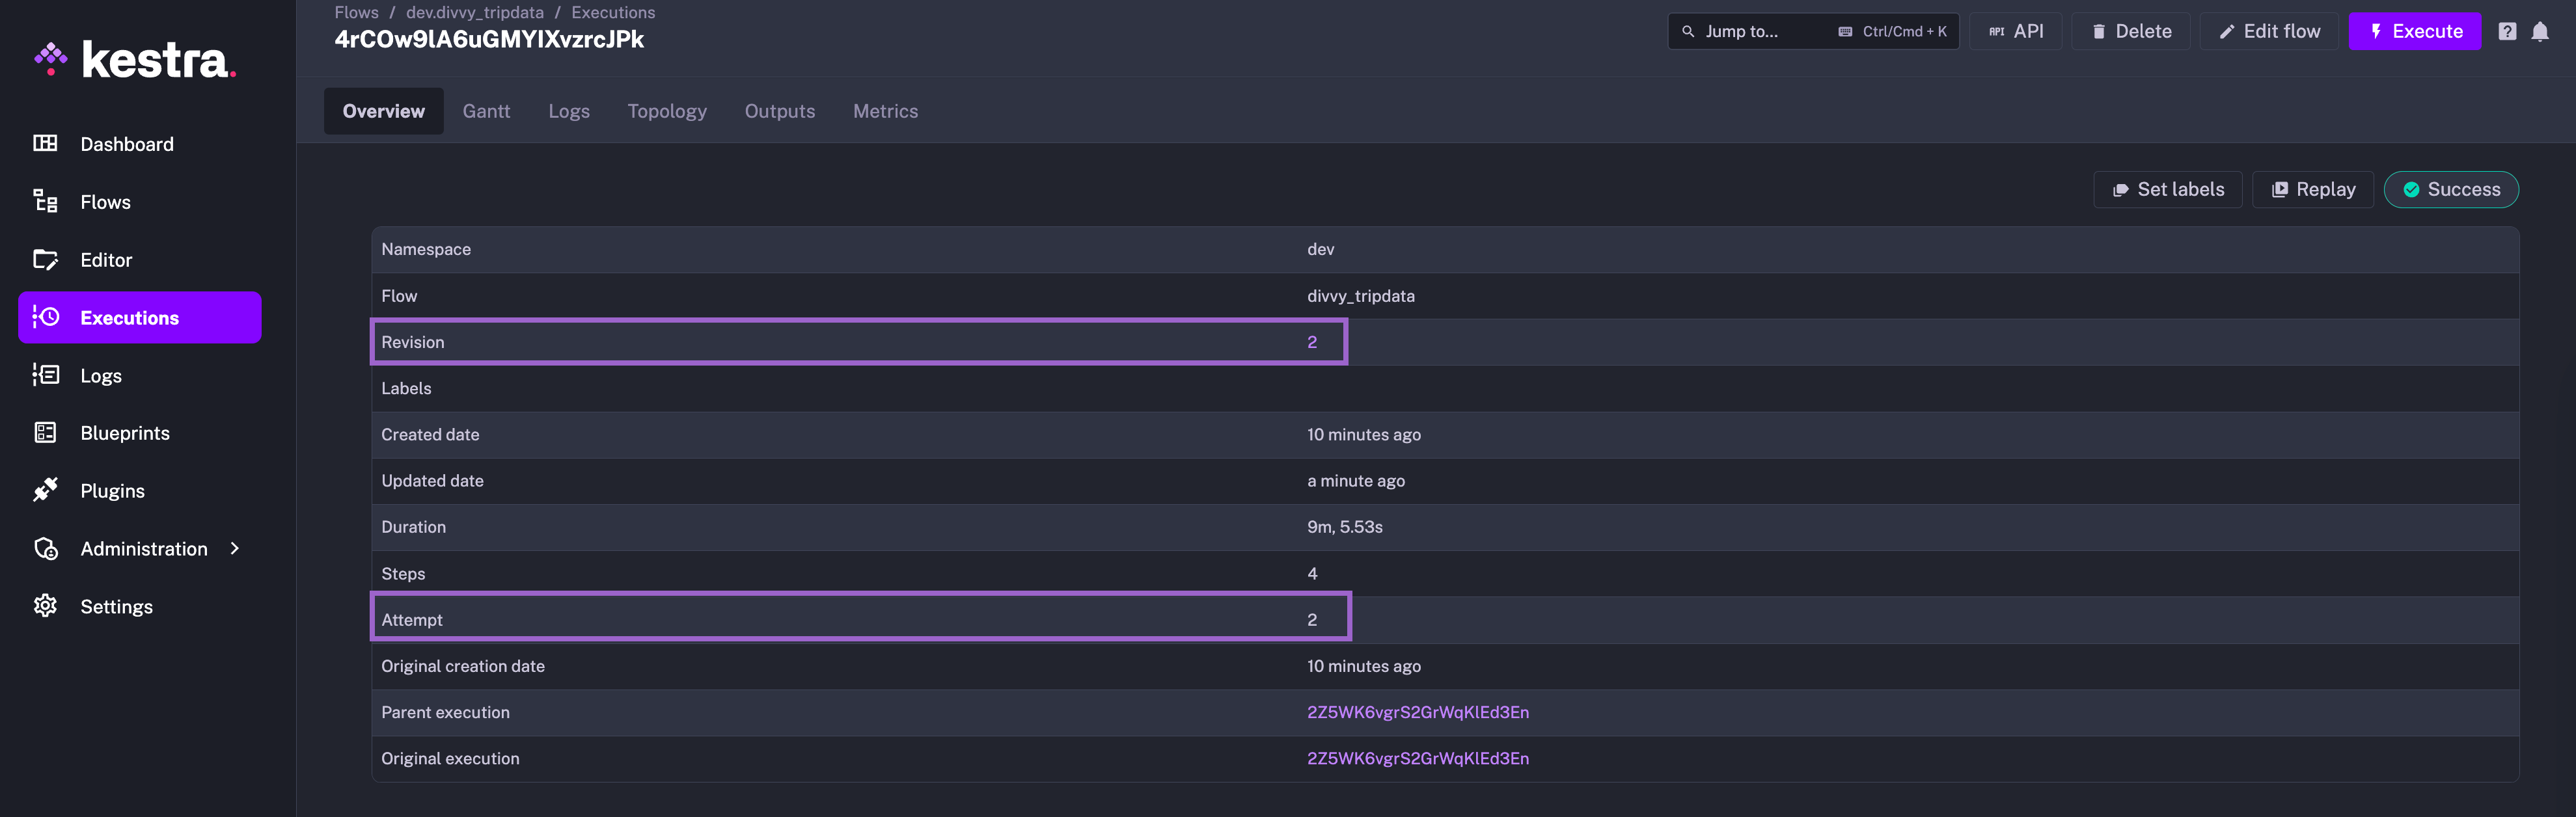 kestra.
Dashboard
Flows
Editor
Executions
Logs
Blueprints
Plugins
Administration
Settings
Flows / dev.divvy_tripdata / Executions
4rCOw9lA6uGMYIXvzrcJPk
Jump to... Ctrl/Cmd + K
API API
Delete
Edit flow
Execute
Overview Gantt Logs Topology Outputs Metrics
Set labels Replay Success
Namespace dev
Flow divvy_tripdata
Revision 2
Labels
Created date 10 minutes ago
Updated date a minute ago
Duration 9m, 5.53s
Steps 4
Attempt 2
Original creation date 10 minutes ago
Parent execution 2Z5WK6vgrS2GrWqKlEd3En
Original execution 2Z5WK6vgrS2GrWqKlEd3En